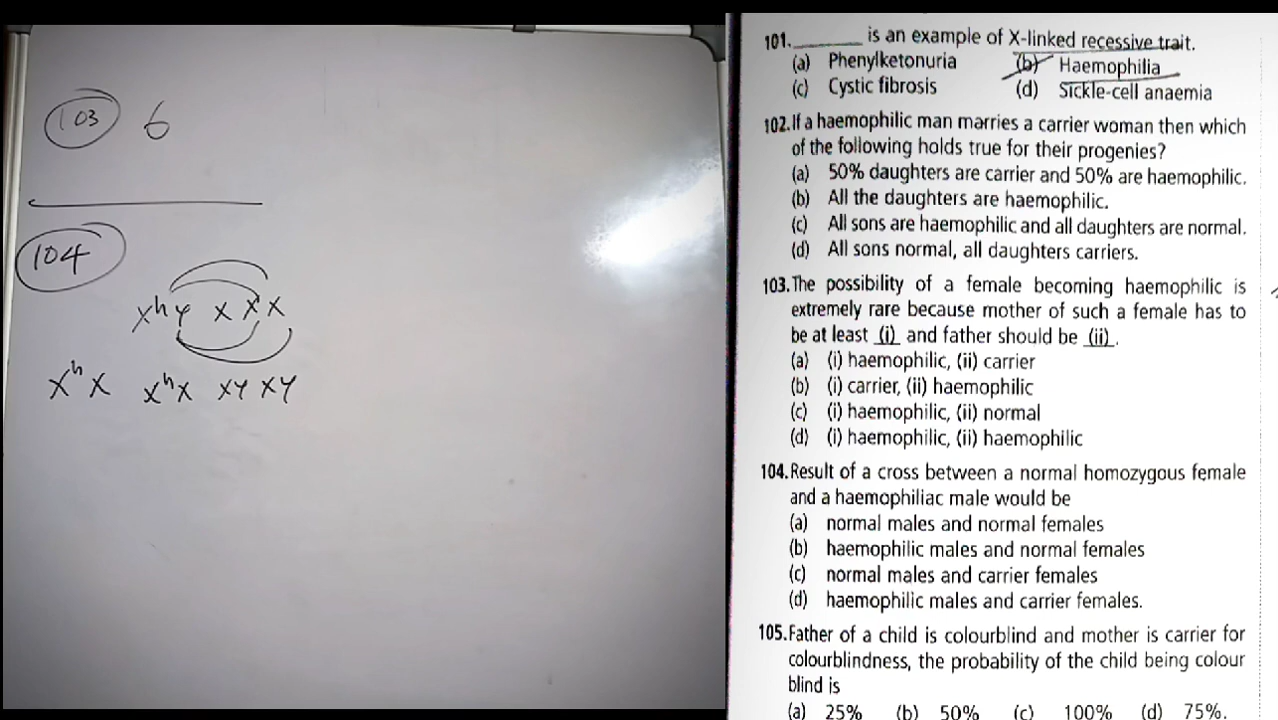 103 6
104
XʰY X X X
XʰX XʰX XY XY
101. ______ is an example of X-linked recessive trait.
(a) Phenylketonuria (b) Haemophilia
(c) Cystic fibrosis (d) Sickle-cell anaemia
102. If a haemophilic man marries a carrier woman then which
of the following holds true for their progenies?
(a) 50% daughters are carrier and 50% are haemophilic.
(b) All the daughters are haemophilic.
(c) All sons are haemophilic and all daughters are normal.
(d) All sons normal, all daughters carriers.
103. The possibility of a female becoming haemophilic is
extremely rare because mother of such a female has to
be at least (i) and father should be (ii).
(a) (i) haemophilic, (ii) carrier
(b) (i) carrier, (ii) haemophilic
(c) (i) haemophilic, (ii) normal
(d) (i) haemophilic, (ii) haemophilic
104. Result of a cross between a normal homozygous female
and a haemophiliac male would be
(a) normal males and normal females
(b) haemophilic males and normal females
(c) normal males and carrier females
(d) haemophilic males and carrier females.
105. Father of a child is colourblind and mother is carrier for
colourblindness, the probability of the child being colour
blind is
(a) 25% (b) 50% (c) 100% (d) 75%.